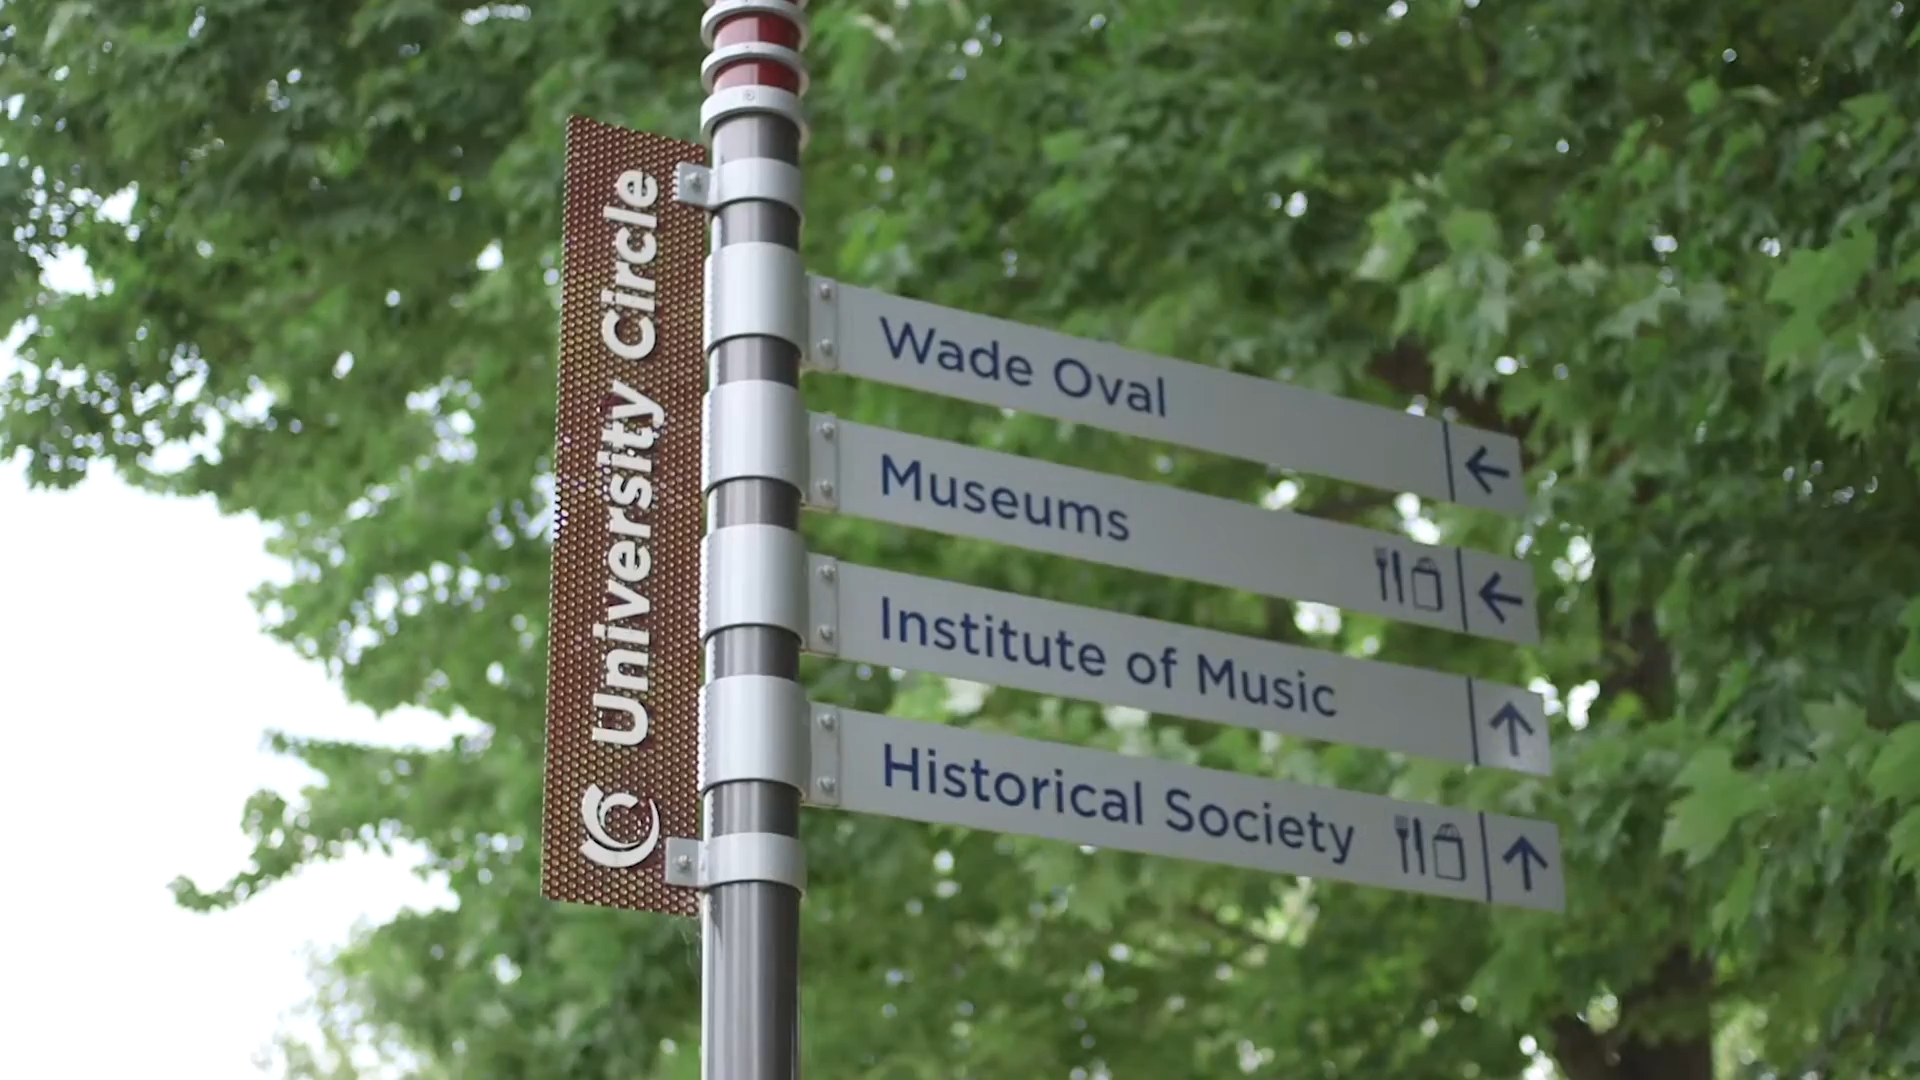 University Circle
Wade Oval
Museums
Institute of Music
Historical Society